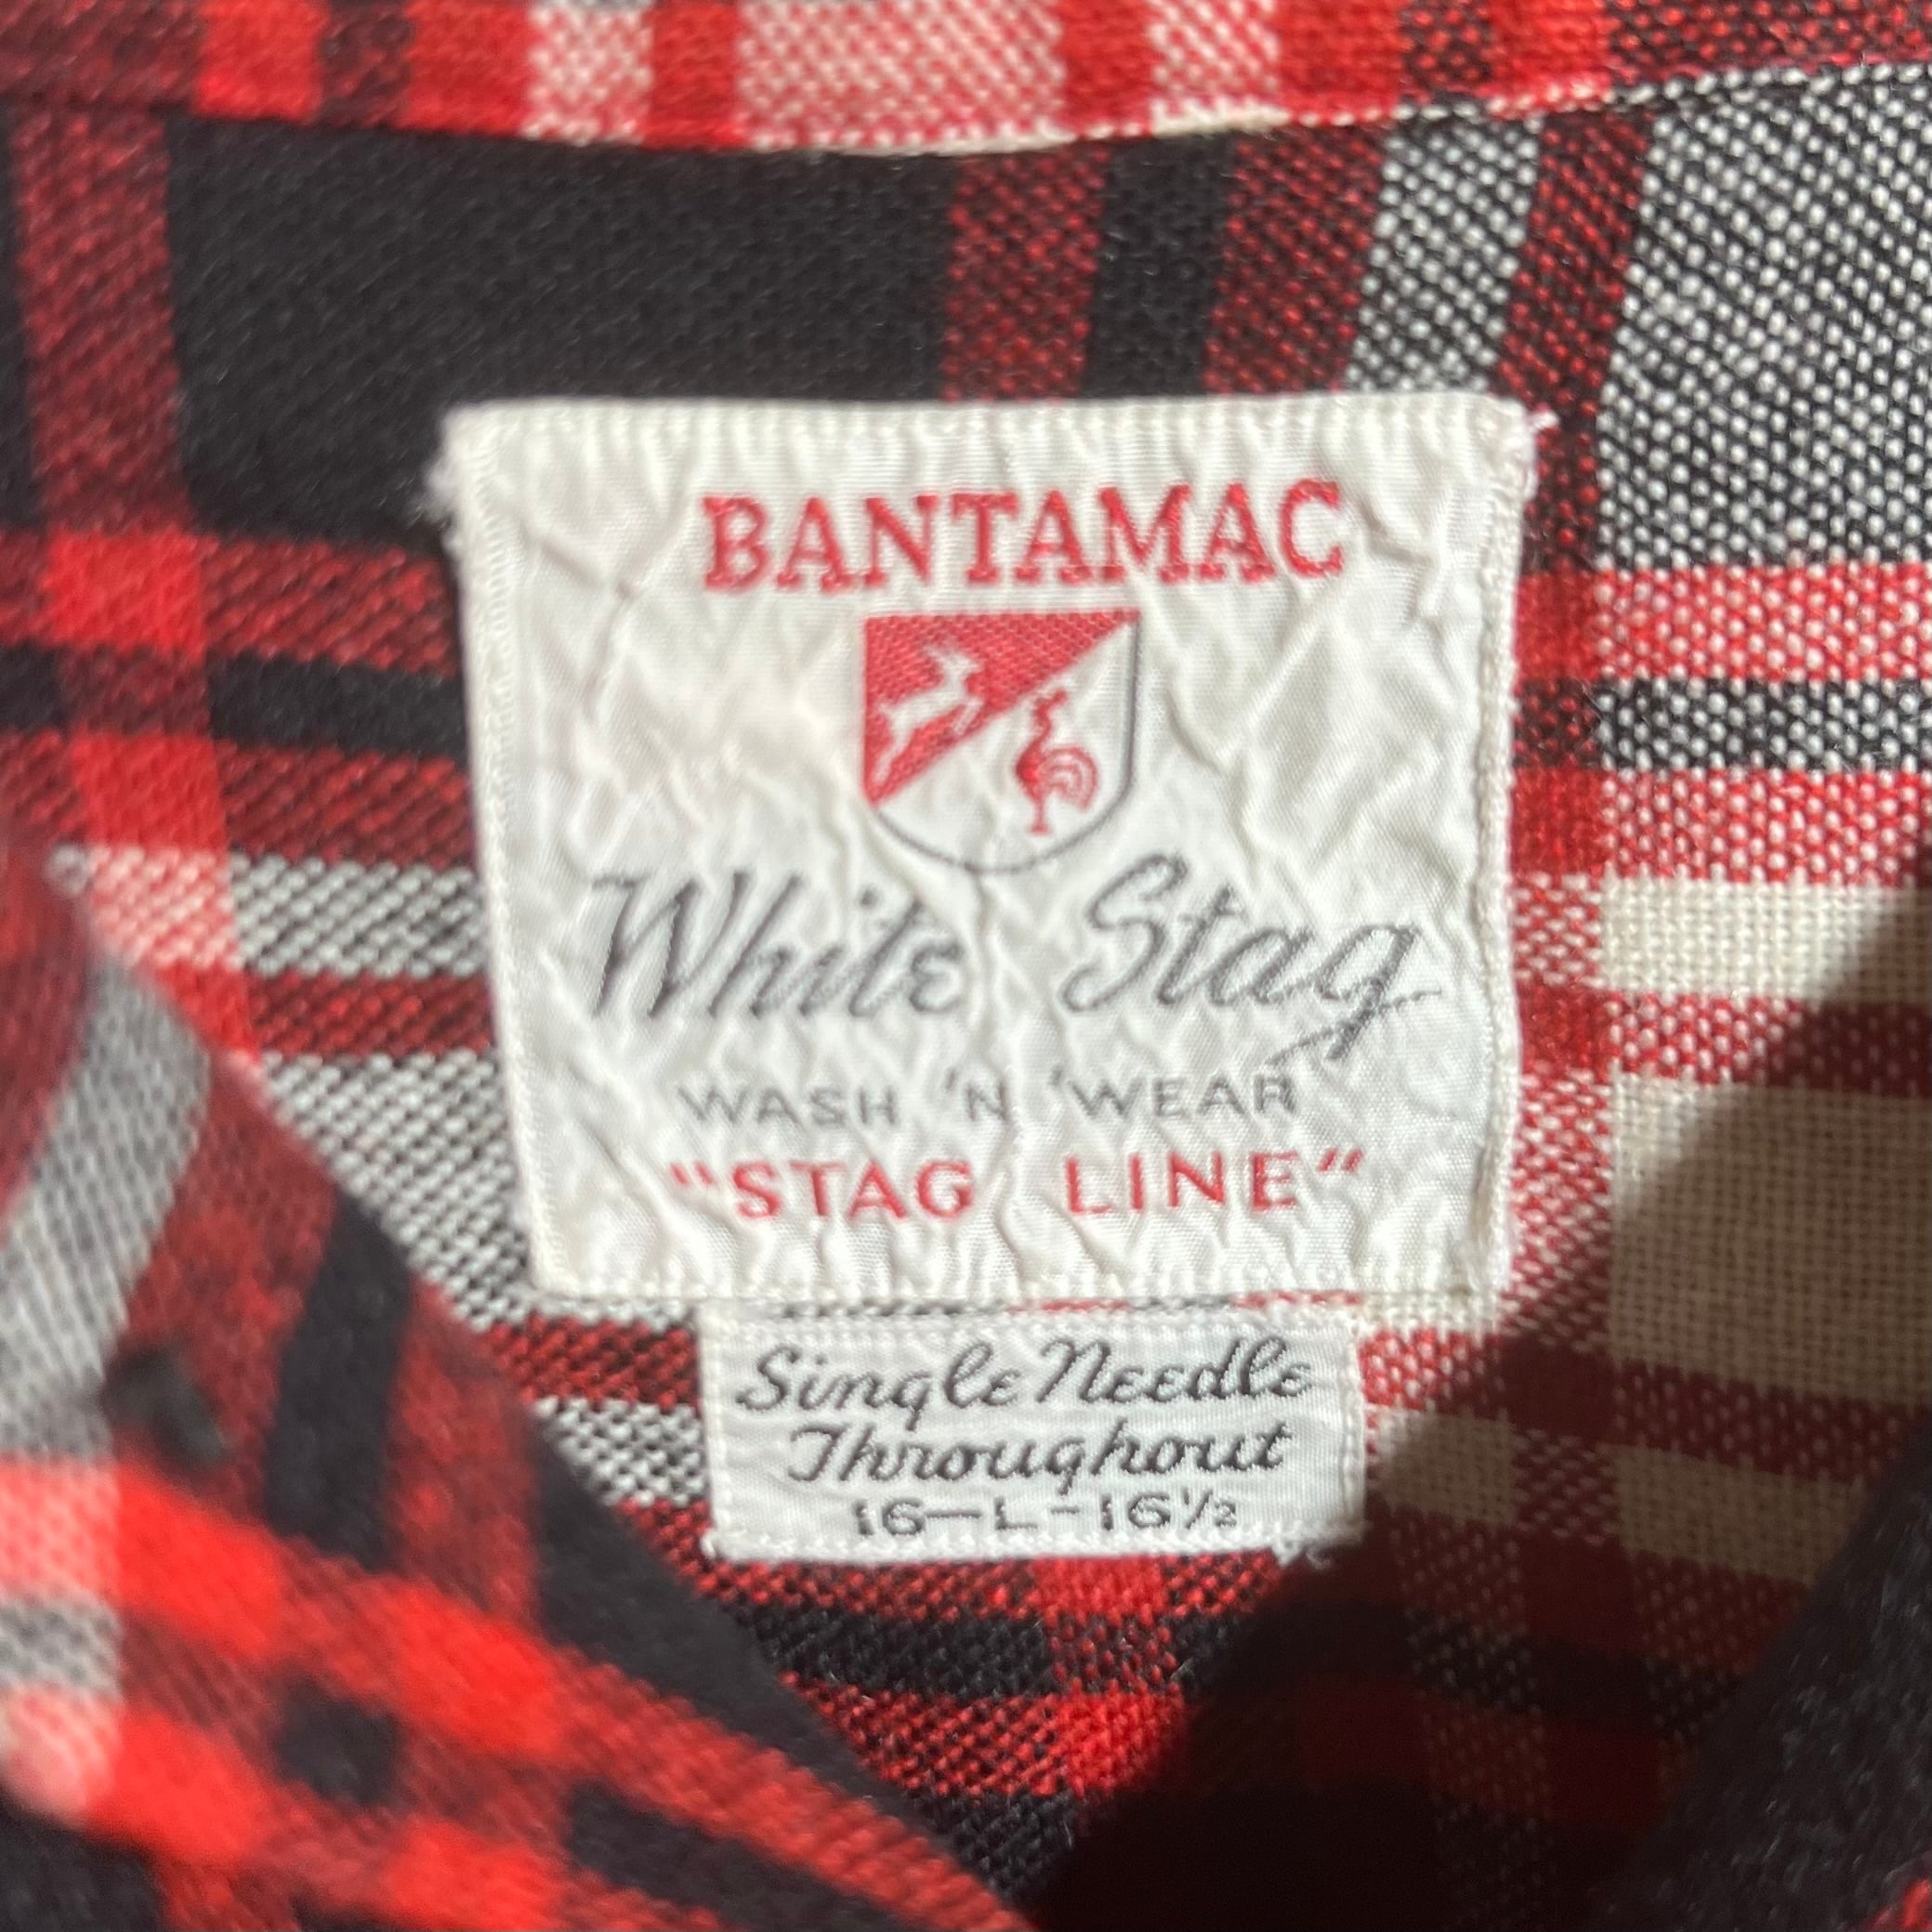 BANTAMAC
White Stag
WASH 'N 'WEAR
"STAG LINE"
Single Needle
Throughout
16-L-16½